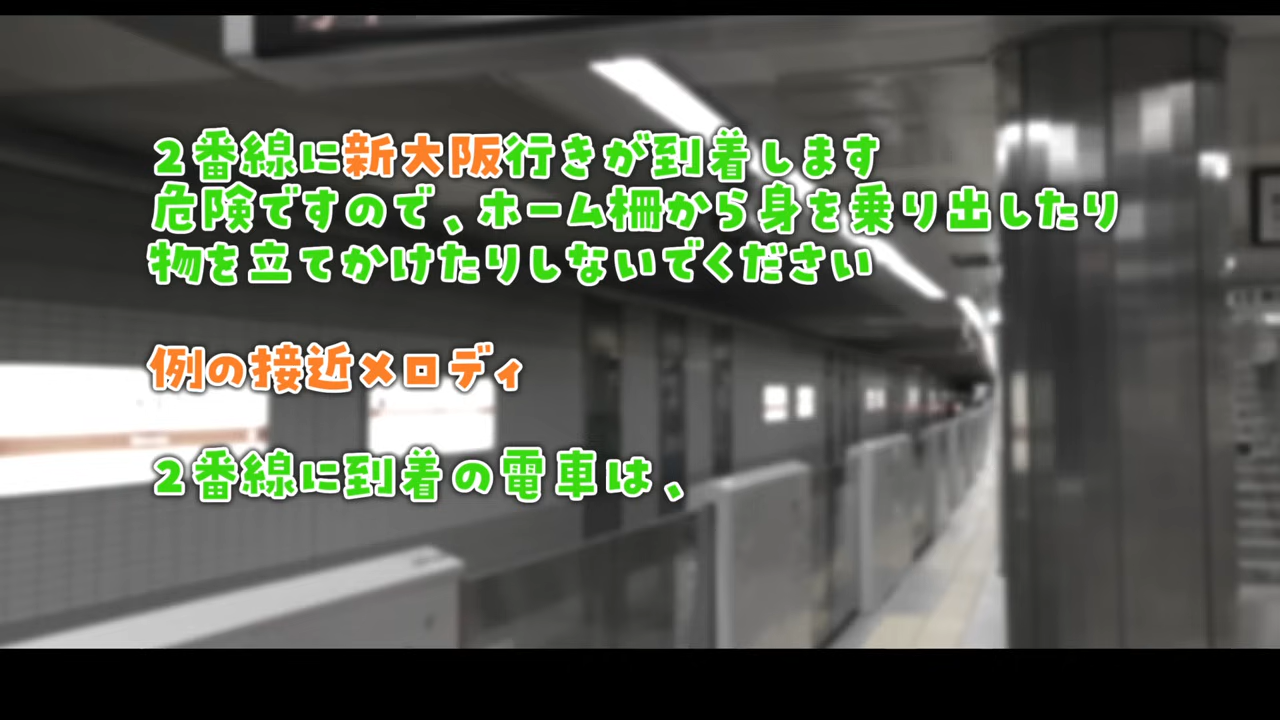 2番線に新大阪行きが到着します
危険ですので、ホーム柵から身を乗り出したり
物を立てかけたりしないでください
例の接近メロディ
2番線に到着の電車は、